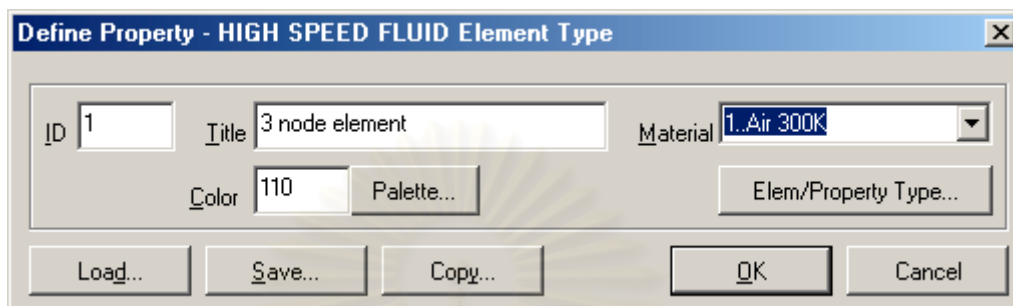 Define Property - HIGH SPEED FLUID Element Type
ID 1 Title 3 node element Material 1..Air 300K
Color 110 Palette... Elem/Property Type...
Load... Save... Copy... OK Cancel